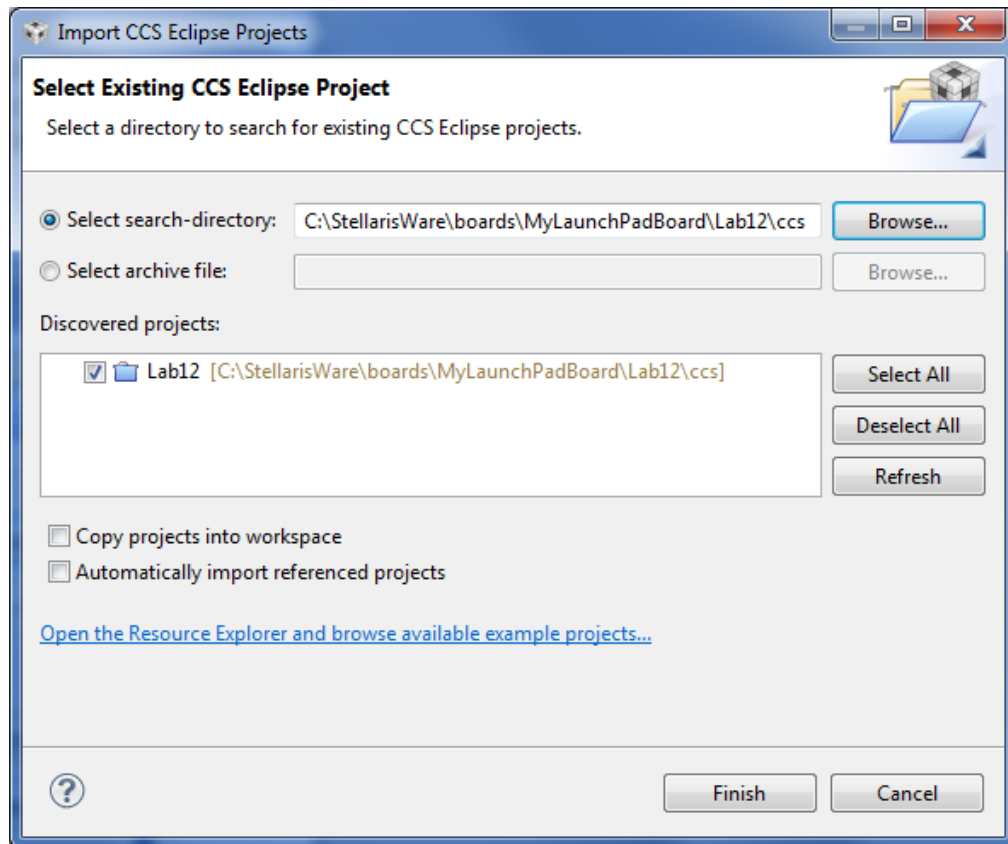 Import CCS Eclipse Projects
Select Existing CCS Eclipse Project
Select a directory to search for existing CCS Eclipse projects.
Select search-directory: C:\StellarisWare\boards\MyLaunchPadBoard\Lab12\ccs Browse...
Select archive file: Browse...
Discovered projects:
Lab12 [C:\StellarisWare\boards\MyLaunchPadBoard\Lab12\ccs] Select All
Deselect All
Refresh
Copy projects into workspace
Automatically import referenced projects
Open the Resource Explorer and browse available example projects...
? Finish Cancel